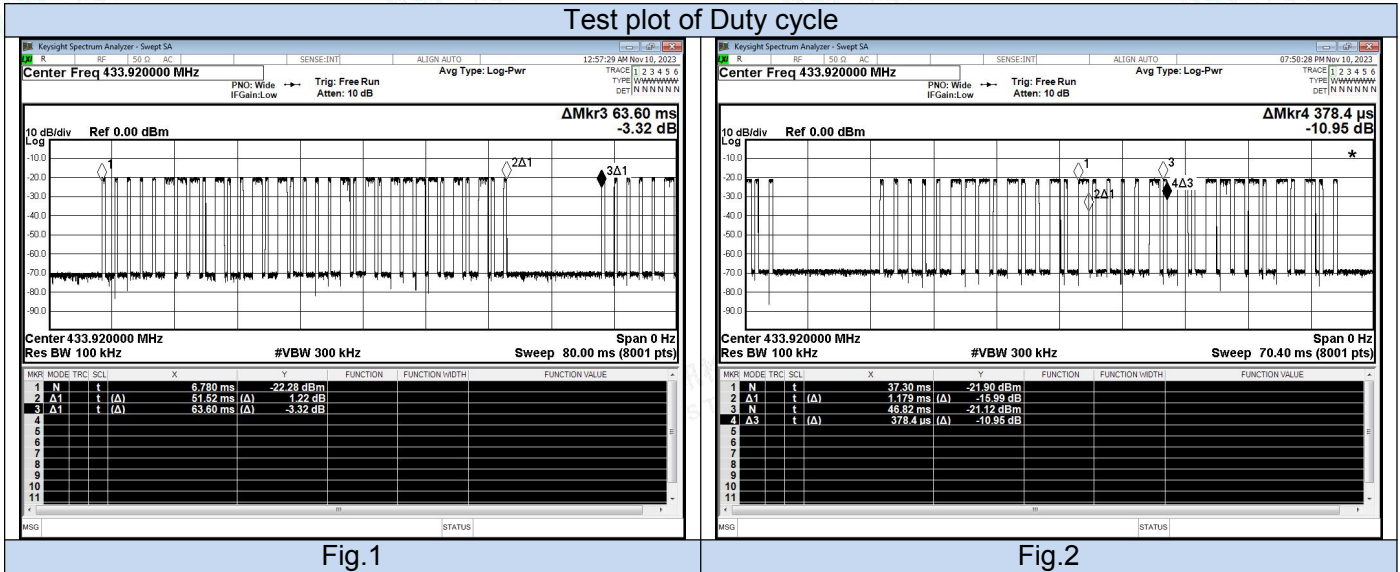 Test plot of Duty cycle
Keysight Spectrum Analyzer - Swept SA
LXI R RF 50 Ω AC SENSE:INT ALIGN AUTO 12:57:29 AM Nov 10, 2023
Center Freq 433.920000 MHz
Avg Type: Log-Pwr
TRACE 1 2 3 4 5 6
TYPE WWWWWW
DET N N N N N N
PNO: Wide
IFGain:Low
Trig: Free Run
Atten: 10 dB
ΔMkr3 63.60 ms
-3.32 dB
10 dB/div Ref 0.00 dBm
Log
-10.0
-20.0
-30.0
-40.0
-50.0
-60.0
-70.0
-80.0
-90.0
1
2Δ1
3Δ1
Center 433.920000 MHz Span 0 Hz
Res BW 100 kHz #VBW 300 kHz Sweep 80.00 ms (8001 pts)
MKR MODE TRC SCL X Y FUNCTION FUNCTION WIDTH FUNCTION VALUE
1 N t 6.780 ms -22.28 dBm
2 Δ1 t (Δ) 51.52 ms (Δ) 1.22 dB
3 Δ1 t (Δ) 63.60 ms (Δ) -3.32 dB
4
5
6
7
8
9
10
11
MSG STATUS
Fig.1
Keysight Spectrum Analyzer - Swept SA
LXI R RF 50 Ω AC SENSE:INT ALIGN AUTO 07:50:28 PM Nov 10, 2023
Center Freq 433.920000 MHz
Avg Type: Log-Pwr
TRACE 1 2 3 4 5 6
TYPE WWWWWW
DET N N N N N N
PNO: Wide
IFGain:Low
Trig: Free Run
Atten: 10 dB
ΔMkr4 378.4 µs
-10.95 dB
10 dB/div Ref 0.00 dBm
Log
-10.0
-20.0
-30.0
-40.0
-50.0
-60.0
-70.0
-80.0
-90.0
1
2Δ1
3
4Δ3
*
Center 433.920000 MHz Span 0 Hz
Res BW 100 kHz #VBW 300 kHz Sweep 70.40 ms (8001 pts)
MKR MODE TRC SCL X Y FUNCTION FUNCTION WIDTH FUNCTION VALUE
1 N t 37.30 ms -21.90 dBm
2 Δ1 t (Δ) 1.179 ms (Δ) -15.99 dB
3 N t 46.82 ms -21.12 dBm
4 Δ3 t (Δ) 378.4 µs (Δ) -10.95 dB
5
6
7
8
9
10
11
MSG STATUS
Fig.2